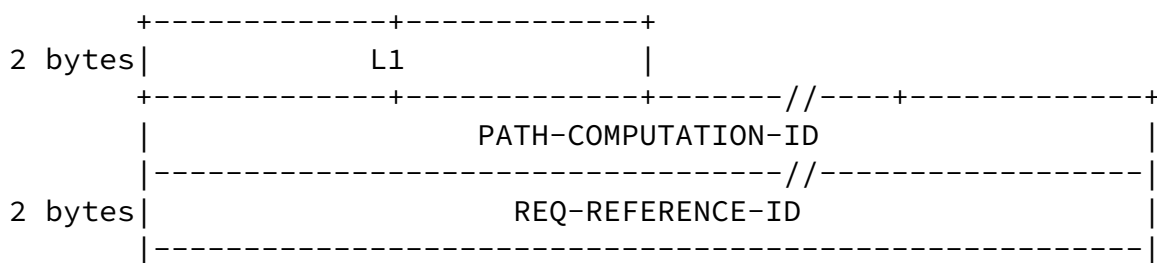 +-------------+-------------+
2 bytes|            L1             |
+-------------+-------------+-------//----+-------------+
|                  PATH-COMPUTATION-ID                  |
|-----------------------------------//------------------|
2 bytes|                    REQ-REFERENCE-ID                   |
|-------------------------------------------------------|